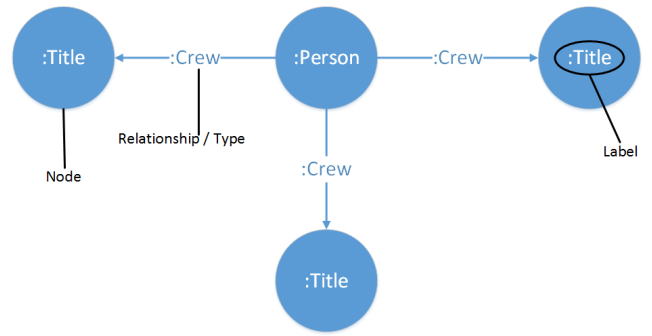 :Title
:Crew
:Person
:Crew
:Title
Relationship / Type
Label
Node
:Crew
:Title